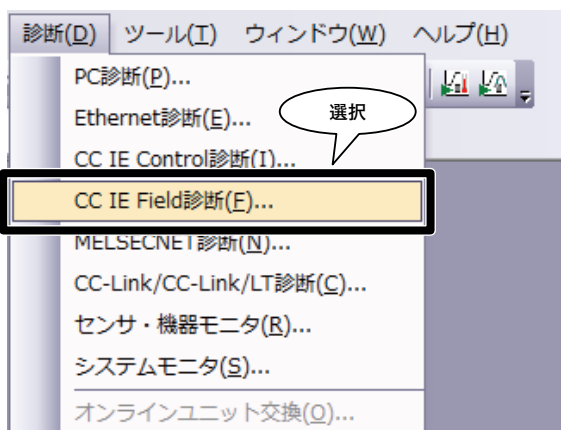 診断(D) ツール(T) ウィンドウ(W) ヘルプ(H)
PC診断(P)...
Ethernet診断(E)...
選択
CC IE Control診断(I)...
CC IE Field診断(F)...
MELSECNET診断(N)...
CC-Link/CC-Link/LT診断(C)...
センサ・機器モニタ(R)...
システムモニタ(S)...
オンラインユニット交換(O)...